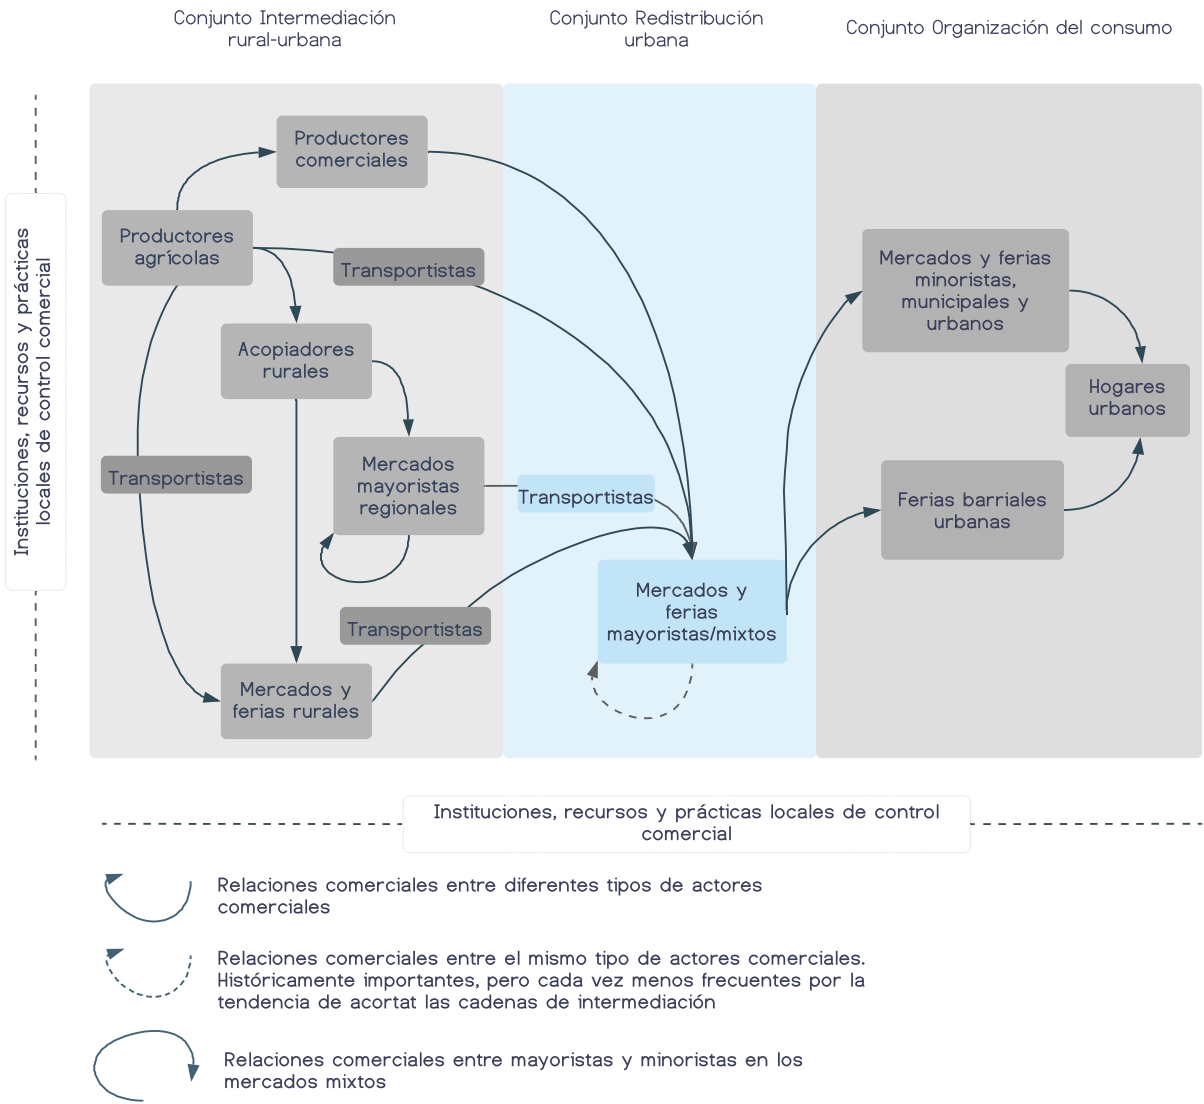 Conjunto Intermediación
rural-urbana
Conjunto Redistribución
urbana
Conjunto Organización del consumo
Instituciones, recursos y prácticas
locales de control comercial
Productores
comerciales
Productores
agrícolas
Transportistas
Acopiadores
rurales
Mercados
mayoristas
regionales
Transportistas
Transportistas
Mercados y
ferias rurales
Transportistas
Mercados y
ferias
mayoristas/mixtos
Mercados y ferias
minoristas,
municipales y
urbanos
Hogares
urbanos
Ferias barriales
urbanas
Instituciones, recursos y prácticas locales de control
comercial
Relaciones comerciales entre diferentes tipos de actores
comerciales
Relaciones comerciales entre el mismo tipo de actores comerciales.
Históricamente importantes, pero cada vez menos frecuentes por la
tendencia de acortat las cadenas de intermediación
Relaciones comerciales entre mayoristas y minoristas en los
mercados mixtos